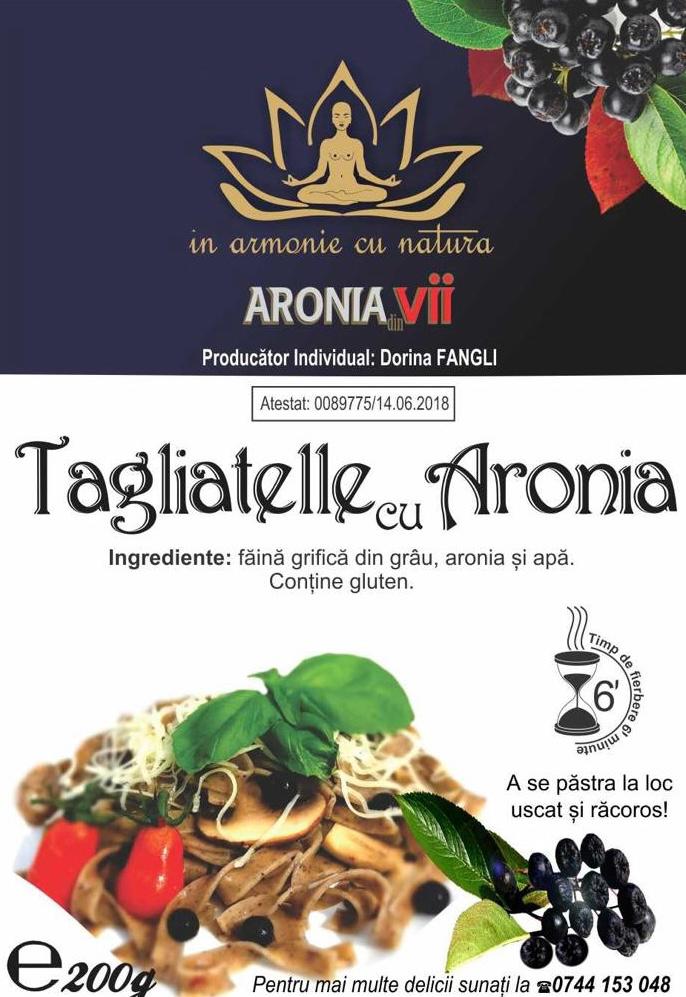 in armonie cu natura
ARONIA din Vii
Producător Individual: Dorina FANGLI
Atestat: 0089775/14.06.2018
Tagliatelle cu Aronia
Ingrediente: făină grifică din grâu, aronia și apă.
Conține gluten.
Timp de fierbere 6' minute
6'
A se păstra la loc
uscat și răcoros!
e 200g
Pentru mai multe delicii sunați la ☎0744 153 048